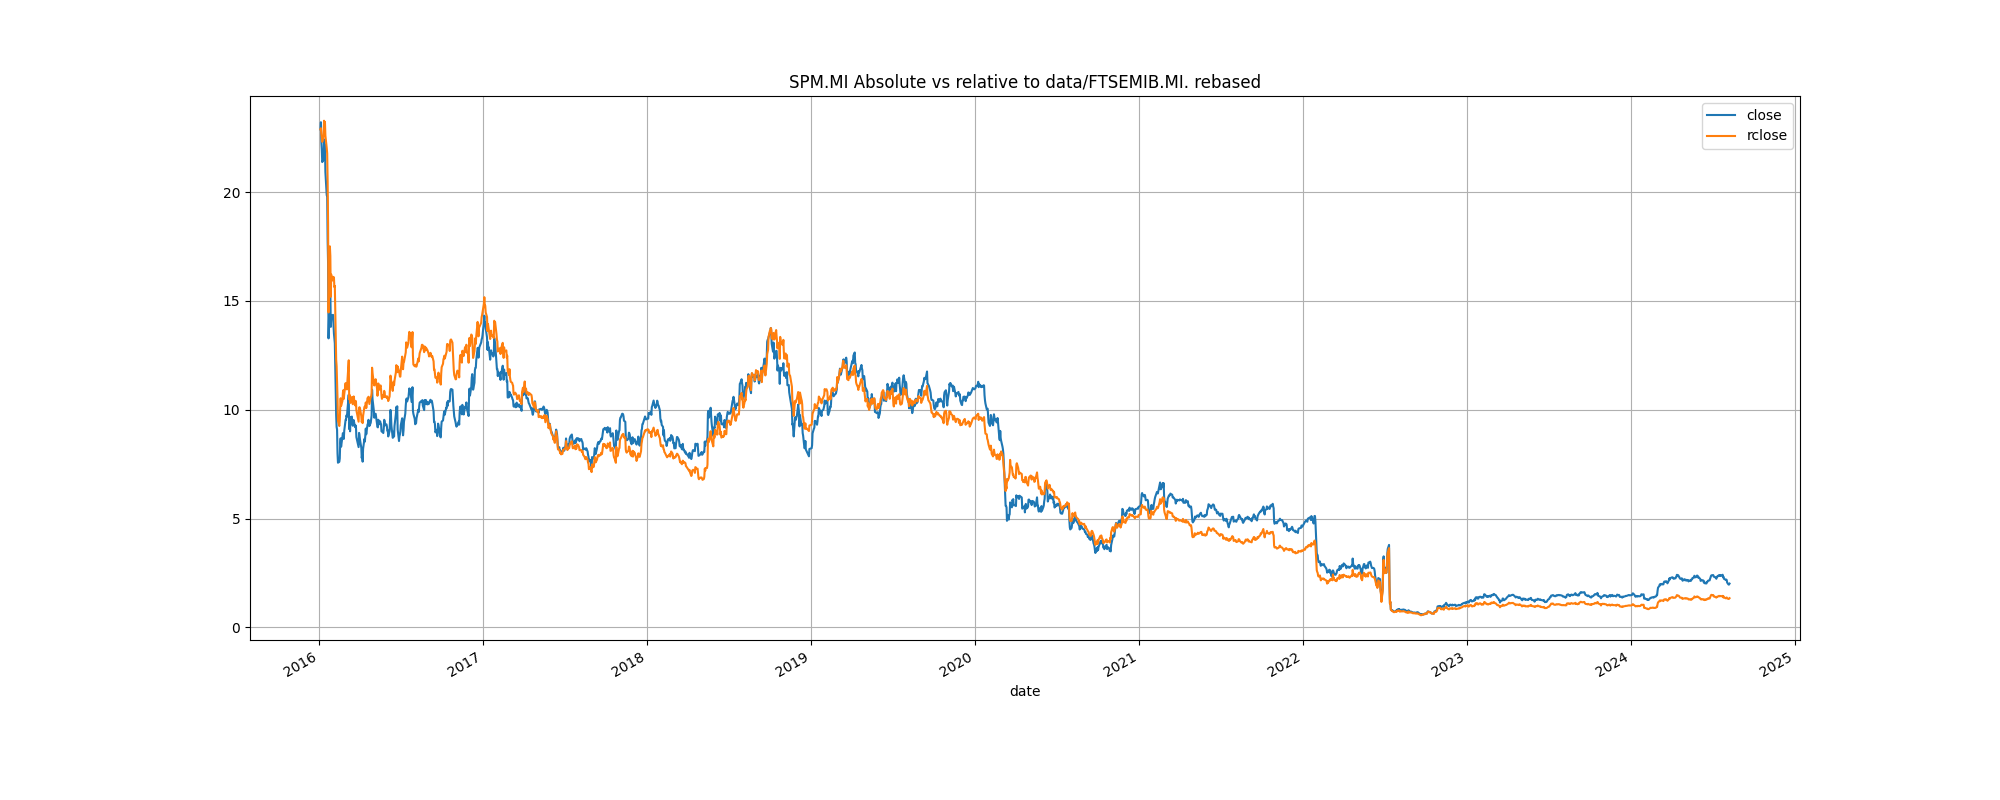 SPM.MI Absolute vs relative to data/FTSEMIB.MI. rebased
close
rclose
20
15
10
5
0
2016 2017 2018 2019 2020 2021 2022 2023 2024 2025
date